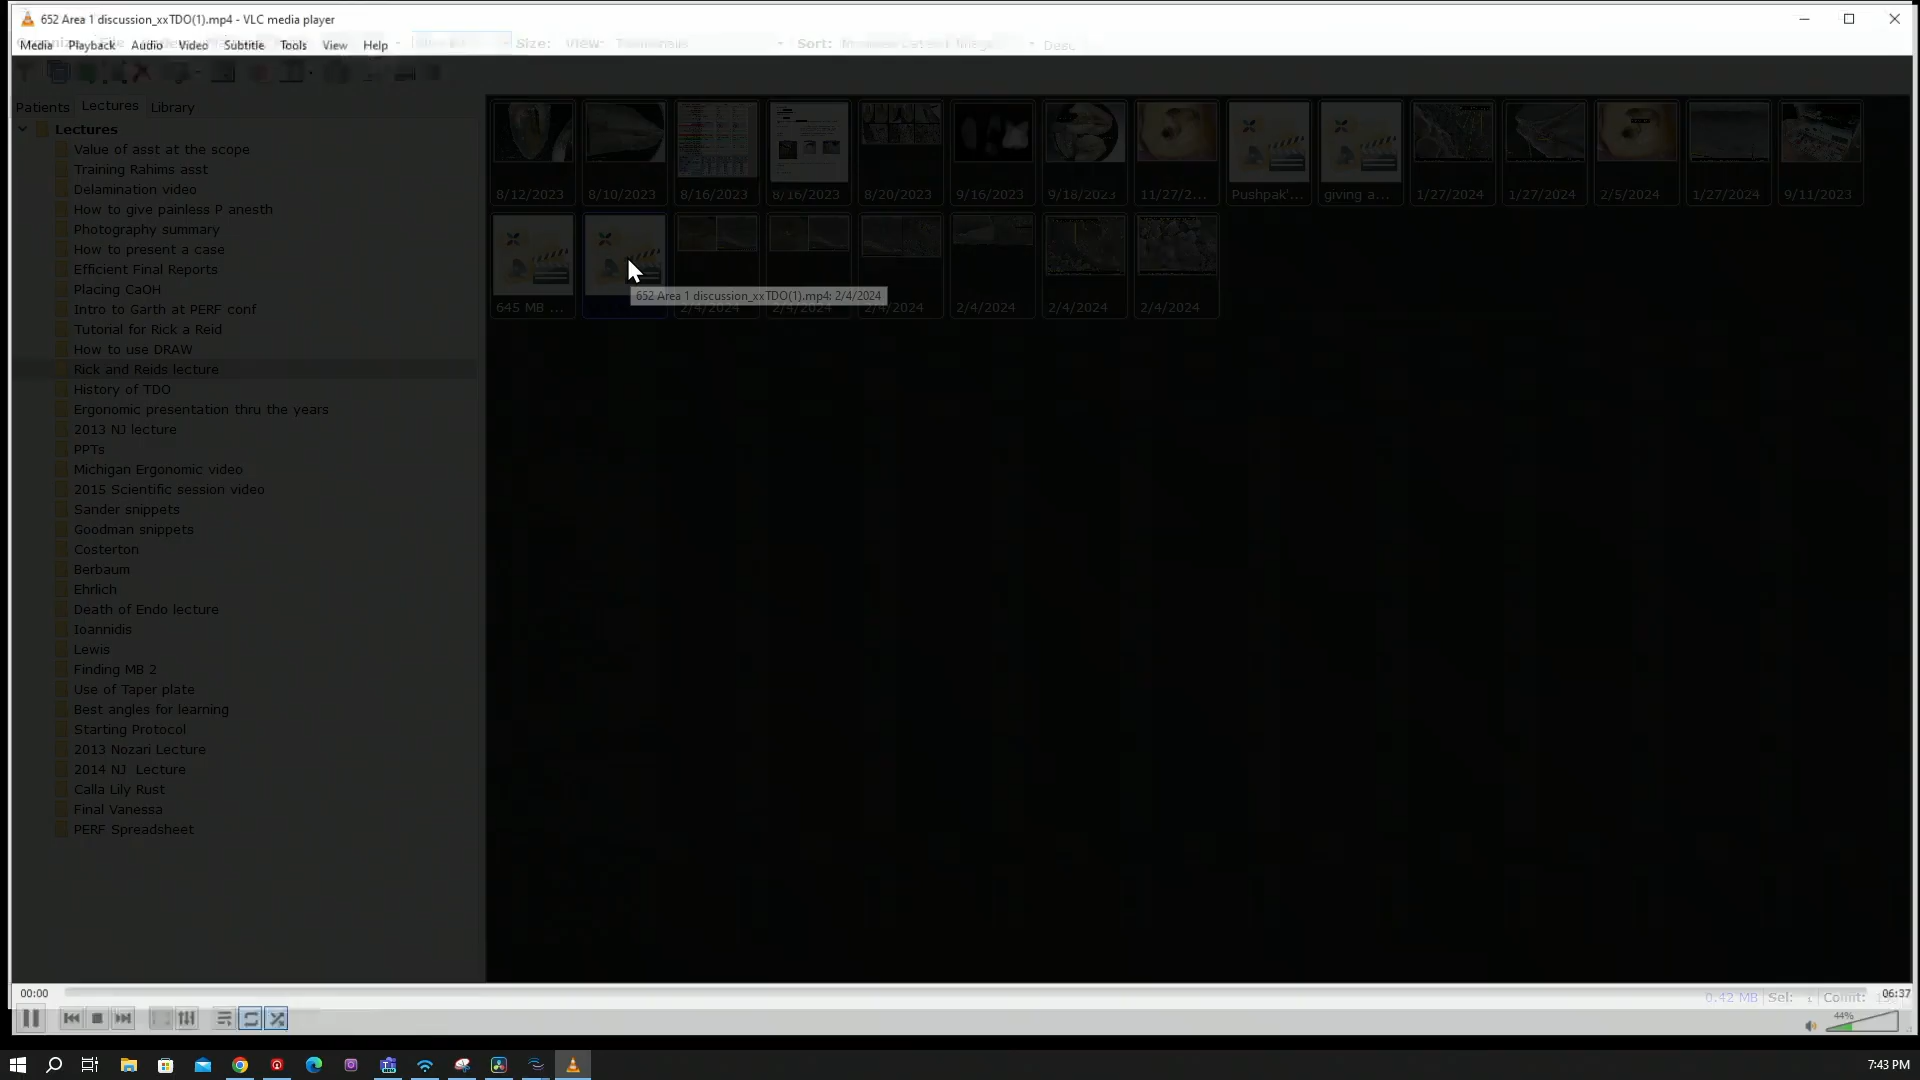 652 Area 1 discussion_xxTDO(1).mp4 - VLC media player
Media Playback Audio Video Subtitle Tools View Help
Size: View: Thumbnails Sort:
Patients Lectures Library
Lectures
Value of asst at the scope
Training Rahims asst
Delamination video
How to give painless P anesth
Photography summary
How to present a case
Efficient Final Reports
Placing CaOH
Intro to Garth at PERF conf
Tutorial for Rick a Reid
How to use DRAW
Rick and Reids lecture
History of TDO
Ergonomic presentation thru the years
2013 NJ lecture
PPTs
Michigan Ergonomic video
2015 Scientific session video
Sander snippets
Goodman snippets
Costerton
Berbaum
Ehrlich
Death of Endo lecture
Ioannidis
Lewis
Finding MB 2
Use of Taper plate
Best angles for learning
Starting Protocol
2013 Nozari Lecture
2014 NJ Lecture
Calla Lily Rust
Final Vanessa
PERF Spreadsheet
8/12/2023 8/10/2023 8/16/2023 8/16/2023 8/20/2023 9/16/2023 9/18/2023 11/27/2... Pushpak'... giving a... 1/27/2024 1/27/2024 2/5/2024 1/27/2024 9/11/2023
652 Area 1 discussion_xxTDO(1).mp4: 2/4/2024
645 MB ... 2/4/2024 2/4/2024 2/4/2024 2/4/2024 2/4/2024 2/4/2024
00:00 06:37
0.42 MB Sel: Count:
44%
7:43 PM